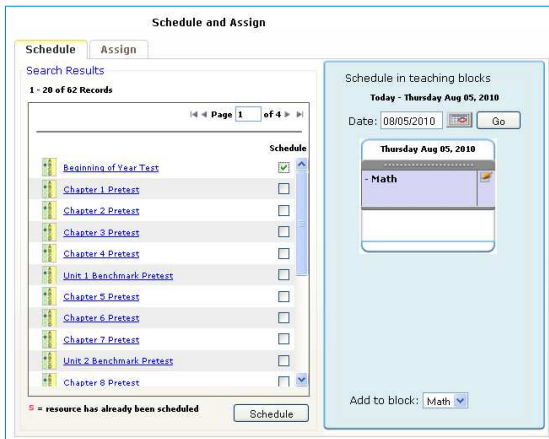 Schedule and Assign
Schedule Assign
Search Results
1 - 20 of 62 Records
Page 1 of 4
Schedule
Beginning of Year Test
Chapter 1 Pretest
Chapter 2 Pretest
Chapter 3 Pretest
Chapter 4 Pretest
Unit 1 Benchmark Pretest
Chapter 5 Pretest
Chapter 6 Pretest
Chapter 7 Pretest
Unit 2 Benchmark Pretest
Chapter 8 Pretest
S = resource has already been scheduled
Schedule
Schedule in teaching blocks
Today - Thursday Aug 05, 2010
Date: 08/05/2010 Go
Thursday Aug 05, 2010
- Math
Add to block: Math